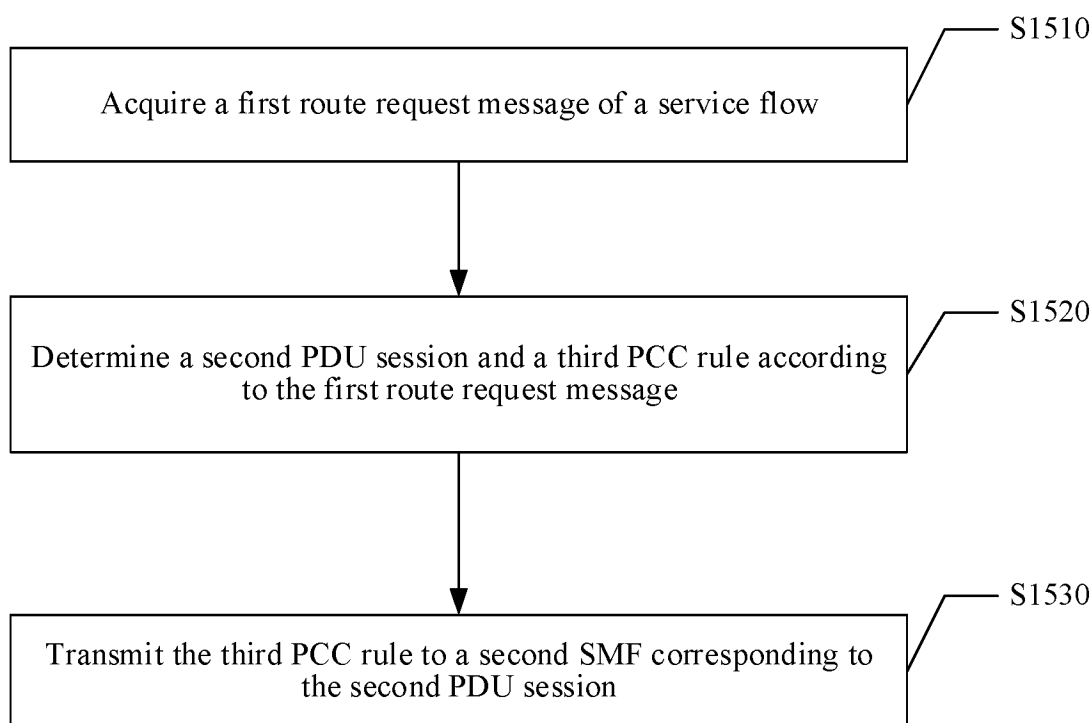 S1510
Acquire a first route request message of a service flow
S1520
Determine a second PDU session and a third PCC rule according
to the first route request message
S1530
Transmit the third PCC rule to a second SMF corresponding to
the second PDU session